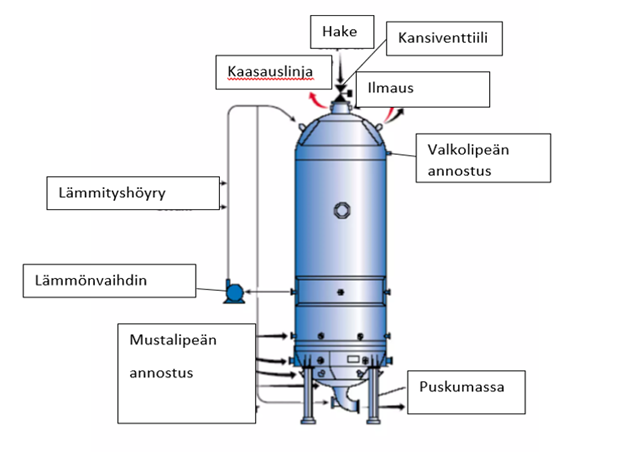 Hake
Kansiventtiili
Kaasauslinja
Ilmaus
Valkolipeän
annostus
Lämmityshöyry
Lämmönvaihdin
Mustalipeän
annostus
Puskumassa